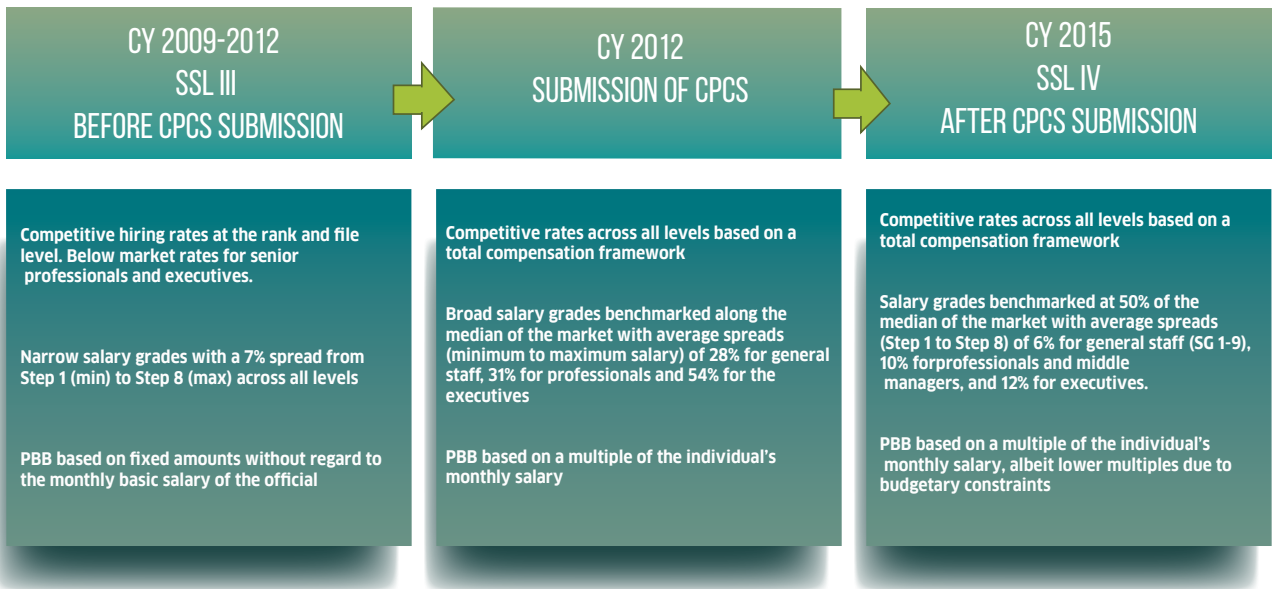 CY 2009-2012
SSL III
BEFORE CPCS SUBMISSION
CY 2012
SUBMISSION OF CPCS
CY 2015
SSL IV
AFTER CPCS SUBMISSION
Competitive hiring rates at the rank and file
level. Below market rates for senior
professionals and executives.
Narrow salary grades with a 7% spread from
Step 1 (min) to Step 8 (max) across all levels
PBB based on fixed amounts without regard to
the monthly basic salary of the official
Competitive rates across all levels based on a
total compensation framework
Broad salary grades benchmarked along the
median of the market with average spreads
(minimum to maximum salary) of 28% for general
staff, 31% for professionals and 54% for the
executives
PBB based on a multiple of the individual's
monthly salary
Competitive rates across all levels based on a
total compensation framework
Salary grades benchmarked at 50% of the
median of the market with average spreads
(Step 1 to Step 8) of 6% for general staff (SG 1-9),
10% forprofessionals and middle
managers, and 12% for executives.
PBB based on a multiple of the individual's
monthly salary, albeit lower multiples due to
budgetary constraints